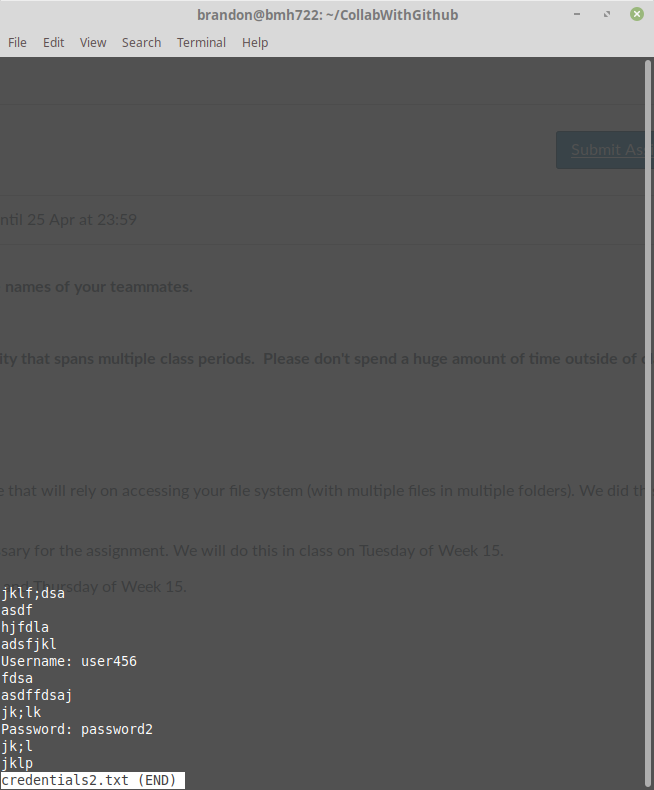 brandon@bmh722: ~/CollabWithGithub
File Edit View Search Terminal Help
Submit As
ntil 25 Apr at 23:59
names of your teammates.
ity that spans multiple class periods. Please don't spend a huge amount of time outside of
e that will rely on accessing your file system (with multiple files in multiple folders). We did
sary for the assignment. We will do this in class on Tuesday of Week 15.
and Thursday of Week 15.
jklf;dsa
asdf
hjfdla
adsfjkl
Username: user456
fdsa
asdffdsaj
jk;lk
Password: password2
jk;l
jklp
credentials2.txt (END)